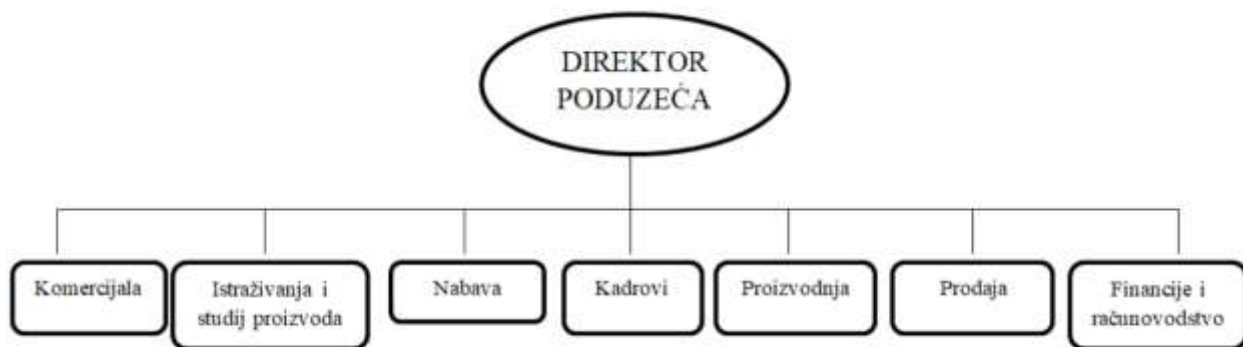 DIREKTOR
PODUZEĆA
Komercijala
Istraživanja i
studij proizvoda
Nabava
Kadrovi
Proizvodnja
Prodaja
Financije i
računovodstvo